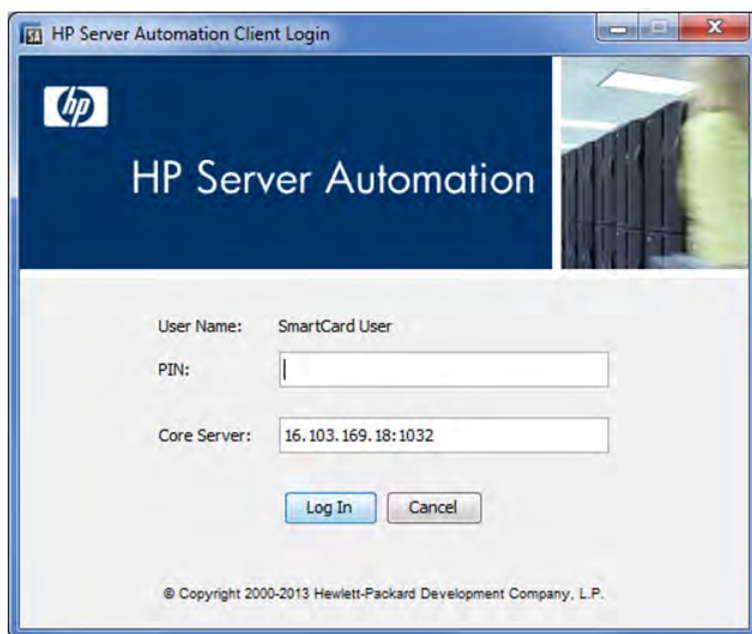 SA HP Server Automation Client Login
hp
HP Server Automation
User Name: SmartCard User
PIN:
Core Server: 16.103.169.18:1032
Log In Cancel
© Copyright 2000-2013 Hewlett-Packard Development Company, L.P.